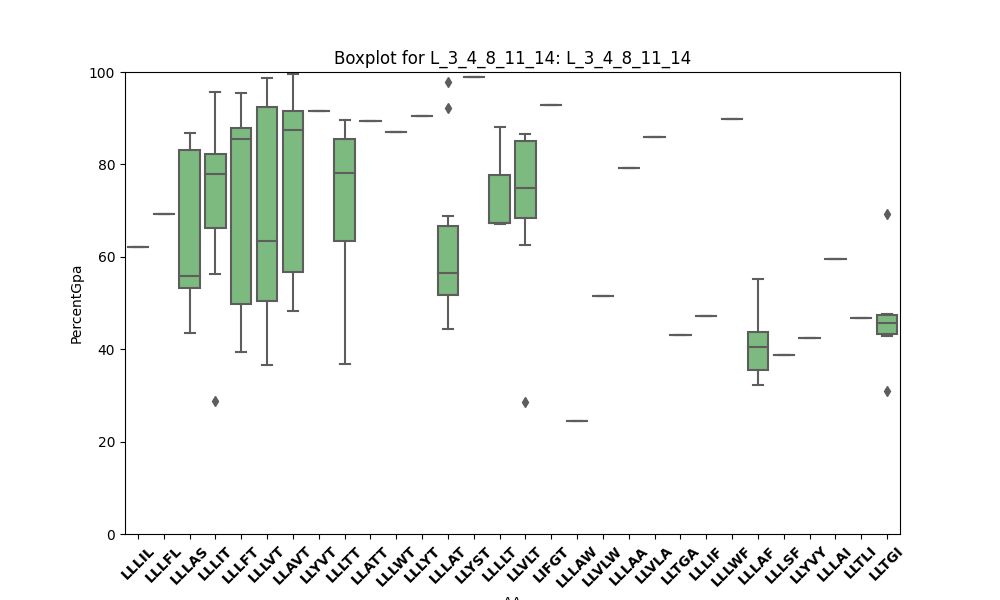 Boxplot for L_3_4_8_11_14: L_3_4_8_11_14
100
80
60
40
20
0
PercentGpa
LLLIL LLLFL LLLAS LLLIT LLLFT LLLVT LLAVT LLYVT LLLTT LLATT LLLWT LLLYT LLLAT LLYST LLLLT LLVLT LIFGT LLLAW LLVLW LLLAA LLVLA LLTGA LLLIF LLLWF LLLAF LLLSF LLYVY LLLAI LLTLI LLTGI